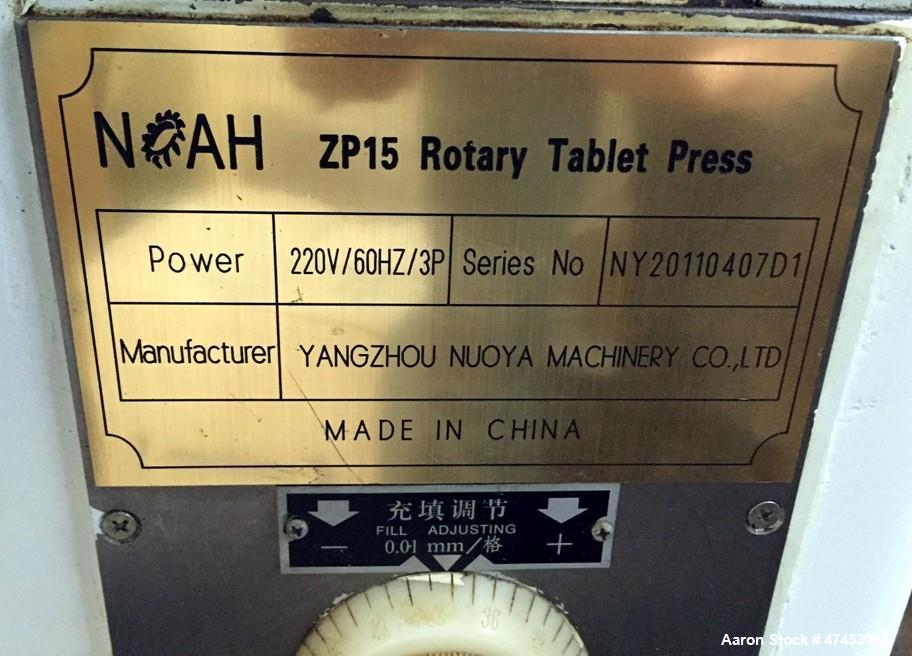 NOAH ZP15 Rotary Tablet Press
Power 220V/60HZ/3P Series No NY20110407D1
Manufacturer YANGZHOU NUOYA MACHINERY CO.,LTD
MADE IN CHINA
充填调节
FILL ADJUSTING
— 0.01 mm/格 +
36
Aaron Stock #